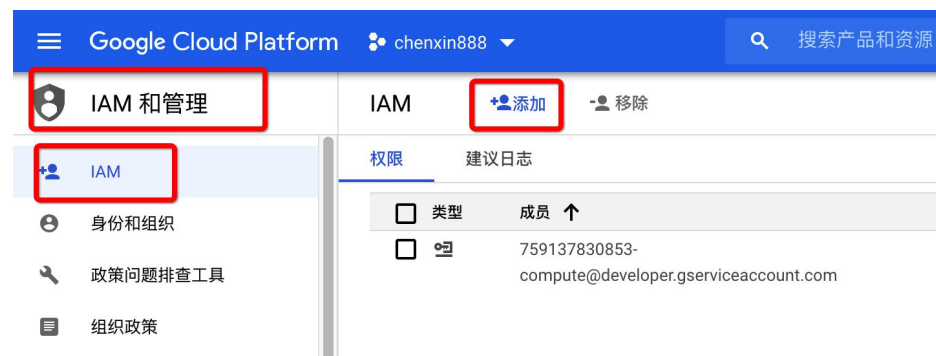 Google Cloud Platform chenxin888 搜索产品和资源
IAM 和管理
IAM 添加 移除
IAM
权限 建议日志
类型 成员
身份和组织
759137830853-
compute@developer.gserviceaccount.com
政策问题排查工具
组织政策